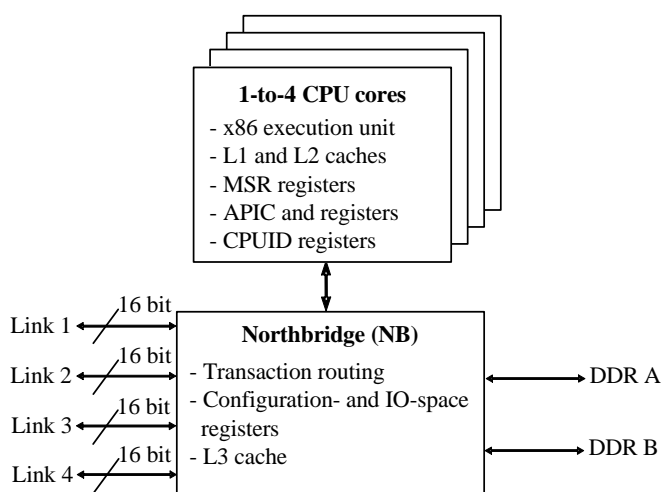 1-to-4 CPU cores
- x86 execution unit
- L1 and L2 caches
- MSR registers
- APIC and registers
- CPUID registers
Link 1
16 bit
Link 2
16 bit
Link 3
16 bit
Link 4
16 bit
Northbridge (NB)
- Transaction routing
- Configuration- and IO-space
registers
- L3 cache
DDR A
DDR B